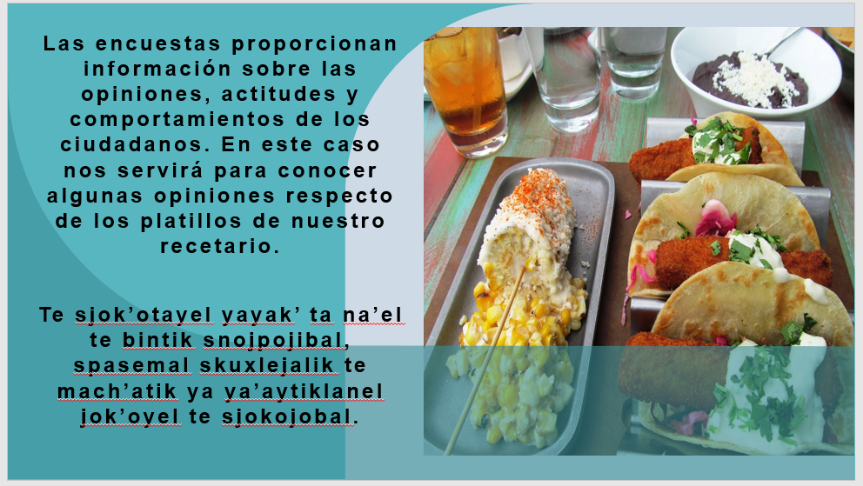 Las encuestas proporcionan
información sobre las
opiniones, actitudes y
comportamientos de los
ciudadanos. En este caso
nos servirá para conocer
algunas opiniones respecto
de los platillos de nuestro
recetario.
Te sjok’otayel yayak’ ta na’el
te bintik snojpojibal,
spasemal skuxlejalik te
mach’atik ya ya’aytiklanel
jok’oyel te sjokojobal.